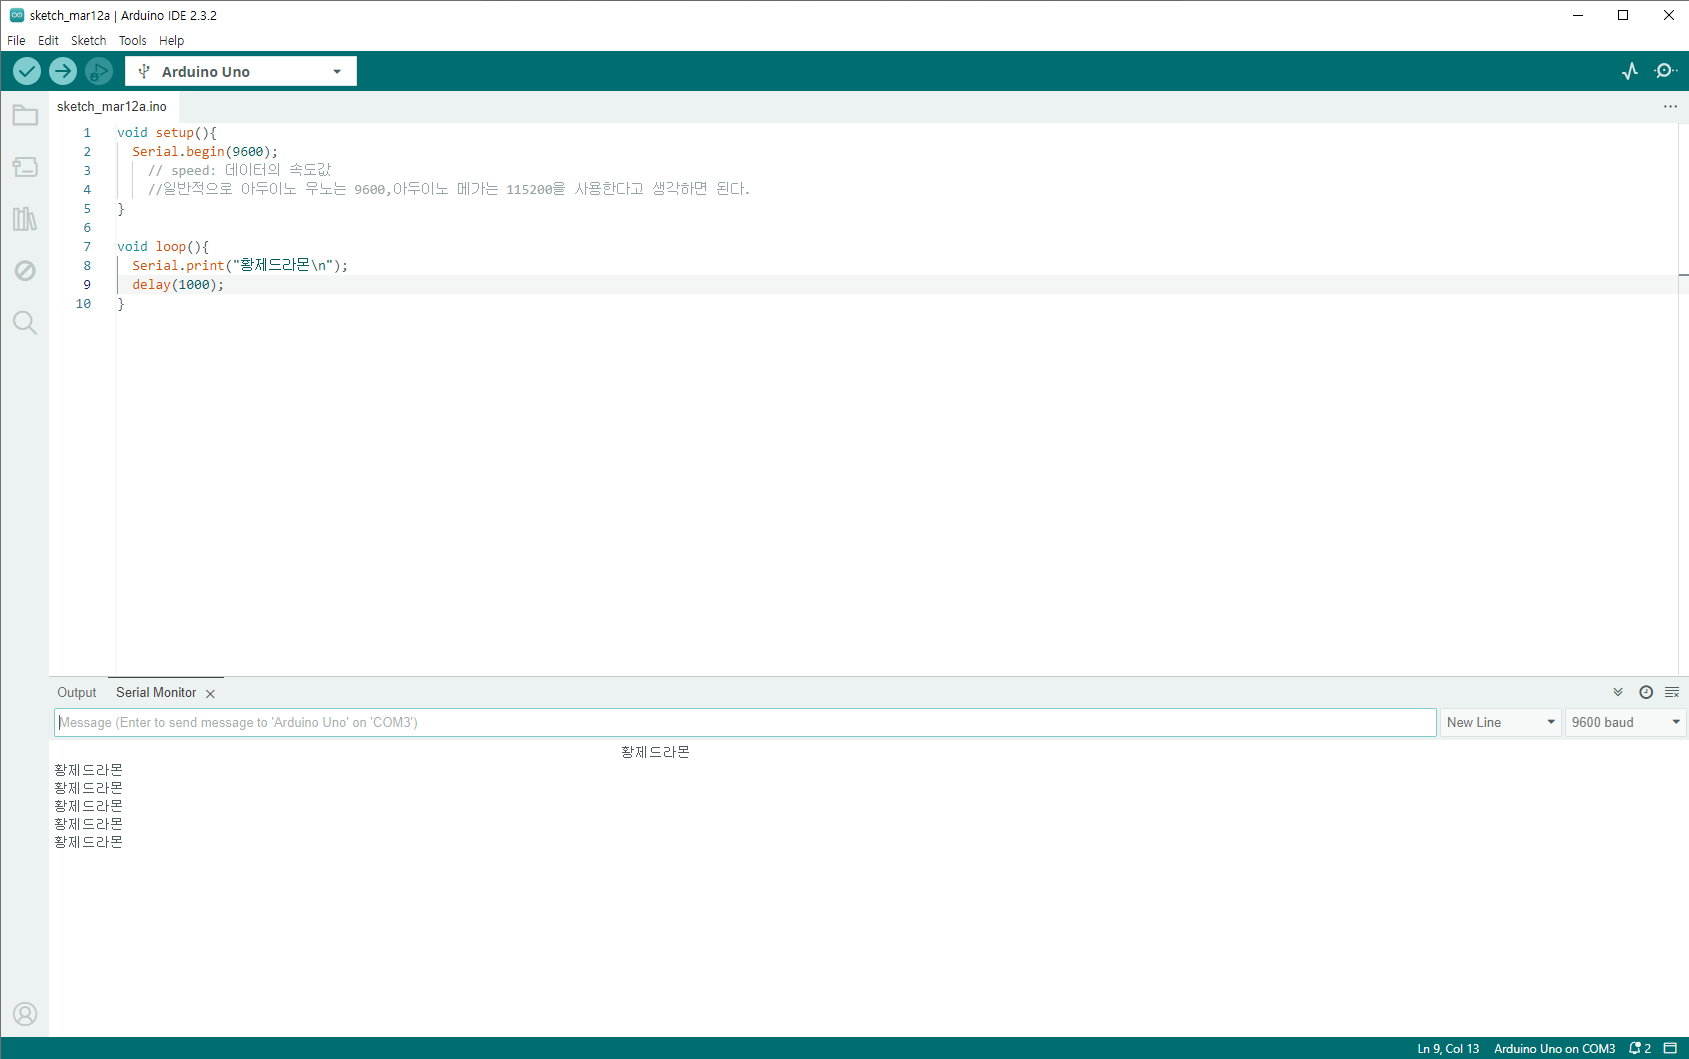 sketch_mar12a | Arduino IDE 2.3.2
File Edit Sketch Tools Help
Arduino Uno
sketch_mar12a.ino
1 void setup(){
2 Serial.begin(9600);
3 // speed: 데이터의 속도값
4 //일반적으로 아두이노 우노는 9600,아두이노 메가는 115200을 사용한다고 생각하면 된다.
5 }
6
7 void loop(){
8 Serial.print("황제드라몬\n");
9 delay(1000);
10 }
Output Serial Monitor
Message (Enter to send message to 'Arduino Uno' on 'COM3') New Line 9600 baud
황제드라몬
황제드라몬
황제드라몬
황제드라몬
황제드라몬
황제드라몬
Ln 9, Col 13 Arduino Uno on COM3 2